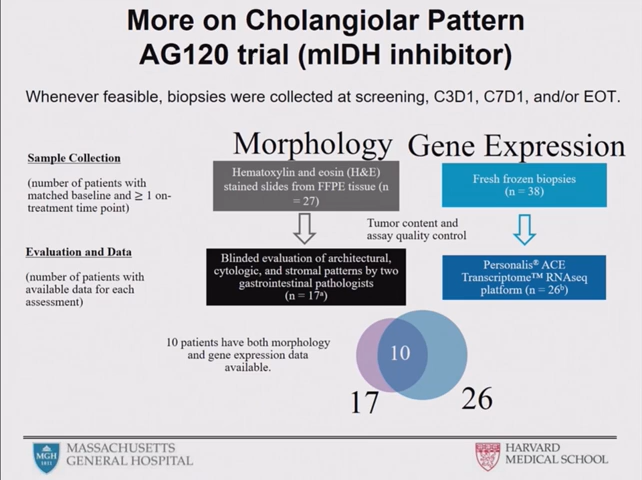 More on Cholangiolar Pattern
AG120 trial (mIDH inhibitor)
Whenever feasible, biopsies were collected at screening, C3D1, C7D1, and/or EOT.
Morphology Gene Expression
Sample Collection
(number of patients with
matched baseline and ≥ 1 on-
treatment time point)
Hematoxylin and eosin (H&E)
stained slides from FFPE tissue (n
= 27)
Fresh frozen biopsies
(n = 38)
Tumor content and
assay quality control
Evaluation and Data
(number of patients with
available data for each
assessment)
Blinded evaluation of architectural,
cytologic, and stromal patterns by two
gastrointestinal pathologists
(n = 17ᵃ)
Personalis® ACE
Transcriptome™ RNAseq
platform (n = 26ᵇ)
10 patients have both morphology
and gene expression data
available.
10
17
26
MGH
1811
MASSACHUSETTS
GENERAL HOSPITAL
HARVARD
MEDICAL SCHOOL